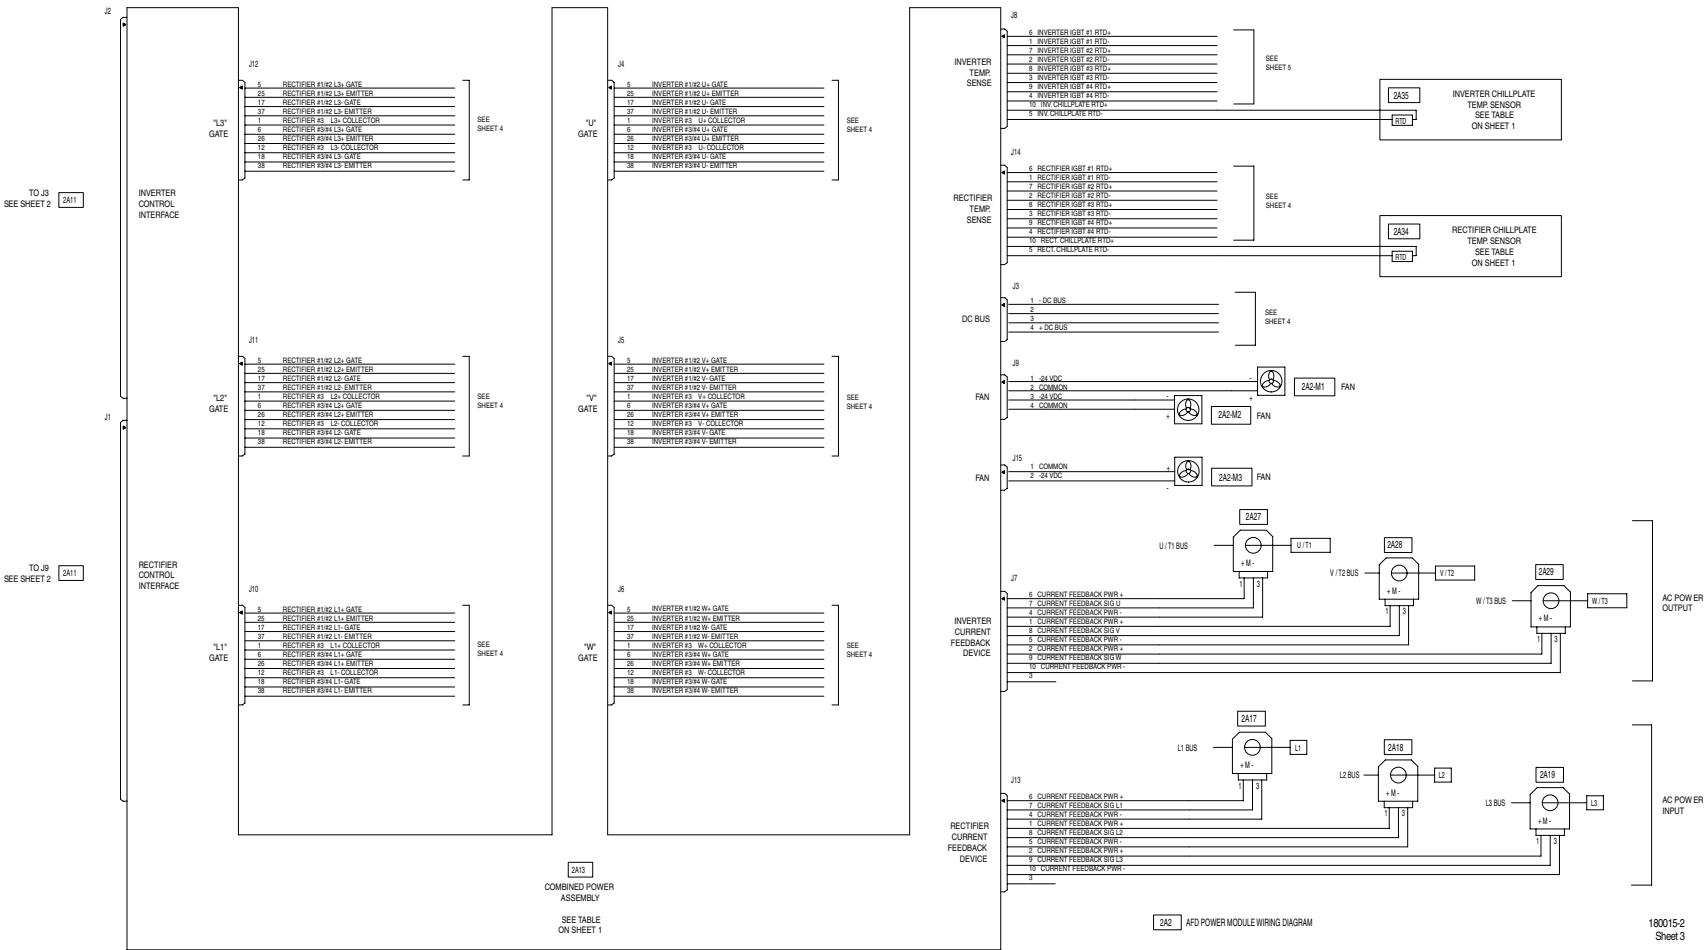 J2
TO J3
SEE SHEET 2
2A11
INVERTER
CONTROL
INTERFACE
J1
TO J9
SEE SHEET 2
2A11
RECTIFIER
CONTROL
INTERFACE
J12
"L3"
GATE
5 RECTIFIER #1/#2 L3+ GATE
25 RECTIFIER #1/#2 L3+ EMITTER
17 RECTIFIER #1/#2 L3- GATE
37 RECTIFIER #1/#2 L3- EMITTER
1 RECTIFIER #3 L3+ COLLECTOR
6 RECTIFIER #3/#4 L3+ GATE
26 RECTIFIER #3/#4 L3+ EMITTER
12 RECTIFIER #3 L3- COLLECTOR
18 RECTIFIER #3/#4 L3- GATE
38 RECTIFIER #3/#4 L3- EMITTER
SEE
SHEET 4
J11
"L2"
GATE
5 RECTIFIER #1/#2 L2+ GATE
25 RECTIFIER #1/#2 L2+ EMITTER
17 RECTIFIER #1/#2 L2- GATE
37 RECTIFIER #1/#2 L2- EMITTER
1 RECTIFIER #3 L2+ COLLECTOR
6 RECTIFIER #3/#4 L2+ GATE
26 RECTIFIER #3/#4 L2+ EMITTER
12 RECTIFIER #3 L2- COLLECTOR
18 RECTIFIER #3/#4 L2- GATE
38 RECTIFIER #3/#4 L2- EMITTER
SEE
SHEET 4
J10
"L1"
GATE
5 RECTIFIER #1/#2 L1+ GATE
25 RECTIFIER #1/#2 L1+ EMITTER
17 RECTIFIER #1/#2 L1- GATE
37 RECTIFIER #1/#2 L1- EMITTER
1 RECTIFIER #3 L1+ COLLECTOR
6 RECTIFIER #3/#4 L1+ GATE
26 RECTIFIER #3/#4 L1+ EMITTER
12 RECTIFIER #3 L1- COLLECTOR
18 RECTIFIER #3/#4 L1- GATE
38 RECTIFIER #3/#4 L1- EMITTER
SEE
SHEET 4
J4
"U"
GATE
5 INVERTER #1/#2 U+ GATE
25 INVERTER #1/#2 U+ EMITTER
17 INVERTER #1/#2 U- GATE
37 INVERTER #1/#2 U- EMITTER
1 INVERTER #3 U+ COLLECTOR
6 INVERTER #3/#4 U+ GATE
26 INVERTER #3/#4 U+ EMITTER
12 INVERTER #3 U- COLLECTOR
18 INVERTER #3/#4 U- GATE
38 INVERTER #3/#4 U- EMITTER
SEE
SHEET 4
J5
"V"
GATE
5 INVERTER #1/#2 V+ GATE
25 INVERTER #1/#2 V+ EMITTER
17 INVERTER #1/#2 V- GATE
37 INVERTER #1/#2 V- EMITTER
1 INVERTER #3 V+ COLLECTOR
6 INVERTER #3/#4 V+ GATE
26 INVERTER #3/#4 V+ EMITTER
12 INVERTER #3 V- COLLECTOR
18 INVERTER #3/#4 V- GATE
38 INVERTER #3/#4 V- EMITTER
SEE
SHEET 4
J6
"W"
GATE
5 INVERTER #1/#2 W+ GATE
25 INVERTER #1/#2 W+ EMITTER
17 INVERTER #1/#2 W- GATE
37 INVERTER #1/#2 W- EMITTER
1 INVERTER #3 W+ COLLECTOR
6 INVERTER #3/#4 W+ GATE
26 INVERTER #3/#4 W+ EMITTER
12 INVERTER #3 W- COLLECTOR
18 INVERTER #3/#4 W- GATE
38 INVERTER #3/#4 W- EMITTER
SEE
SHEET 4
2A13
COMBINED POWER
ASSEMBLY
SEE TABLE
ON SHEET 1
J8
INVERTER
TEMP.
SENSE
6 INVERTER IGBT #1 RTD+
1 INVERTER IGBT #1 RTD-
7 INVERTER IGBT #2 RTD+
2 INVERTER IGBT #2 RTD-
8 INVERTER IGBT #3 RTD+
3 INVERTER IGBT #3 RTD-
9 INVERTER IGBT #4 RTD+
4 INVERTER IGBT #4 RTD-
10 INV. CHILLPLATE RTD+
5 INV. CHILLPLATE RTD-
SEE
SHEET 5
2A35
RTD
INVERTER CHILLPLATE
TEMP. SENSOR
SEE TABLE
ON SHEET 1
J14
RECTIFIER
TEMP.
SENSE
6 RECTIFIER IGBT #1 RTD+
1 RECTIFIER IGBT #1 RTD-
7 RECTIFIER IGBT #2 RTD+
2 RECTIFIER IGBT #2 RTD-
8 RECTIFIER IGBT #3 RTD+
3 RECTIFIER IGBT #3 RTD-
9 RECTIFIER IGBT #4 RTD+
4 RECTIFIER IGBT #4 RTD-
10 RECT. CHILLPLATE RTD+
5 RECT. CHILLPLATE RTD-
SEE
SHEET 4
2A34
RTD
RECTIFIER CHILLPLATE
TEMP. SENSOR
SEE TABLE
ON SHEET 1
J3
DC BUS
1 - DC BUS
2
3
4 + DC BUS
SEE
SHEET 4
J9
FAN
1 -24 VDC
2 COMMON
3 -24 VDC
4 COMMON
-
+
2A2-M1 FAN
-
+
2A2-M2 FAN
J15
FAN
1 COMMON
2 -24 VDC
+
-
2A2-M3 FAN
J7
INVERTER
CURRENT
FEEDBACK
DEVICE
6 CURRENT FEEDBACK PWR +
7 CURRENT FEEDBACK SIG U
4 CURRENT FEEDBACK PWR -
1 CURRENT FEEDBACK PWR +
8 CURRENT FEEDBACK SIG V
5 CURRENT FEEDBACK PWR -
2 CURRENT FEEDBACK PWR +
9 CURRENT FEEDBACK SIG W
10 CURRENT FEEDBACK PWR -
3
2A27
U / T1 BUS
U / T1
+ M -
1 3
2A28
V / T2 BUS
V / T2
+ M -
1 3
2A29
W / T3 BUS
W / T3
+ M -
1 3
AC POWER
OUTPUT
J13
RECTIFIER
CURRENT
FEEDBACK
DEVICE
6 CURRENT FEEDBACK PWR +
7 CURRENT FEEDBACK SIG L1
4 CURRENT FEEDBACK PWR -
1 CURRENT FEEDBACK PWR +
8 CURRENT FEEDBACK SIG L2
5 CURRENT FEEDBACK PWR -
2 CURRENT FEEDBACK PWR +
9 CURRENT FEEDBACK SIG L3
10 CURRENT FEEDBACK PWR -
3
2A17
L1 BUS
L1
+ M -
1 3
2A18
L2 BUS
L2
+ M -
1 3
2A19
L3 BUS
L3
+ M -
1 3
AC POWER
INPUT
2A2 AFD POWER MODULE WIRING DIAGRAM
180015-2
Sheet 3